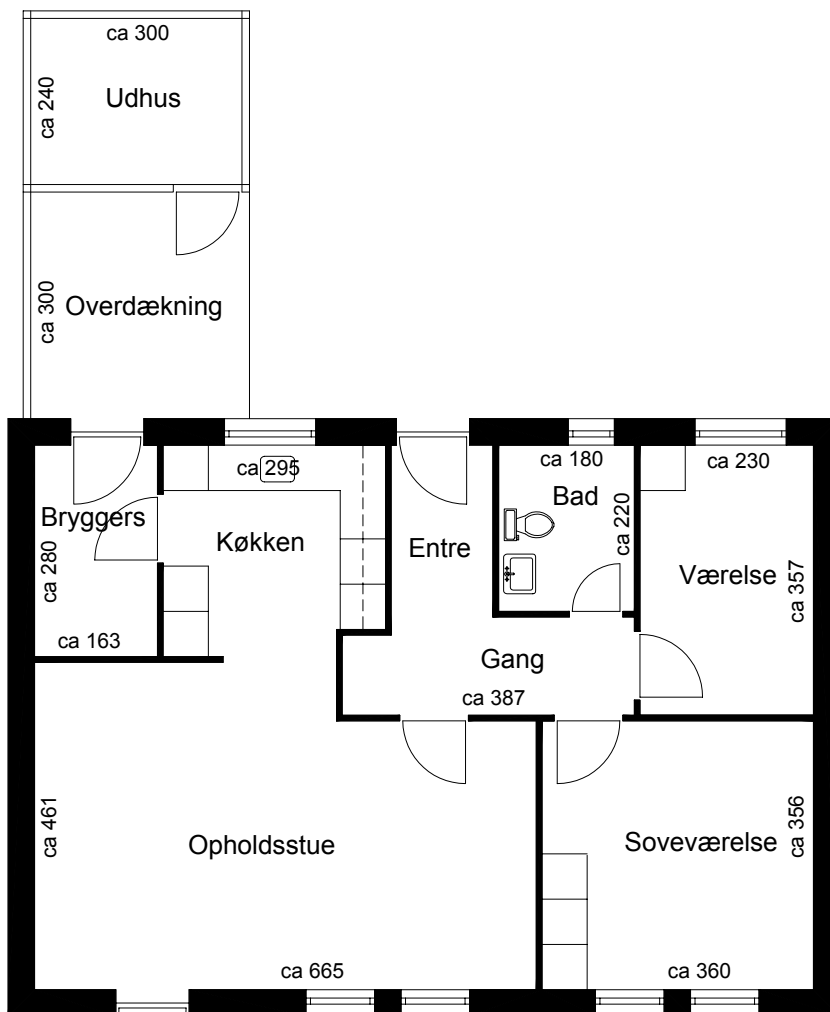 ca 300
ca 240
Udhus
ca 300
Overdækning
ca 295
ca 180
ca 230
Bryggers
Køkken
Entre
Bad
ca 220
ca 280
Værelse
ca 357
ca 163
Gang
ca 387
ca 461
Opholdsstue
Soveværelse
ca 356
ca 665
ca 360